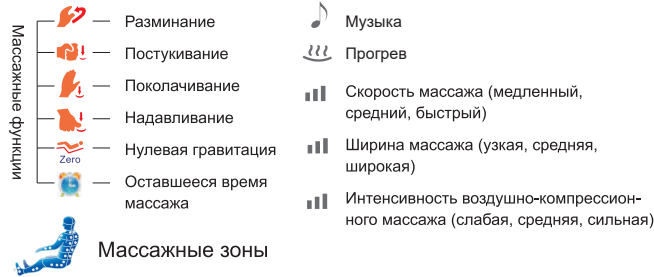 Массажные функции
Разминание
Постукивание
Поколачивание
Надавливание
Zero
Нулевая гравитация
Оставшееся время
массажа
Массажные зоны
Музыка
Прогрев
Скорость массажа (медленный,
средний, быстрый)
Ширина массажа (узкая, средняя,
широкая)
Интенсивность воздушно-компрессион-
ного массажа (слабая, средняя, сильная)